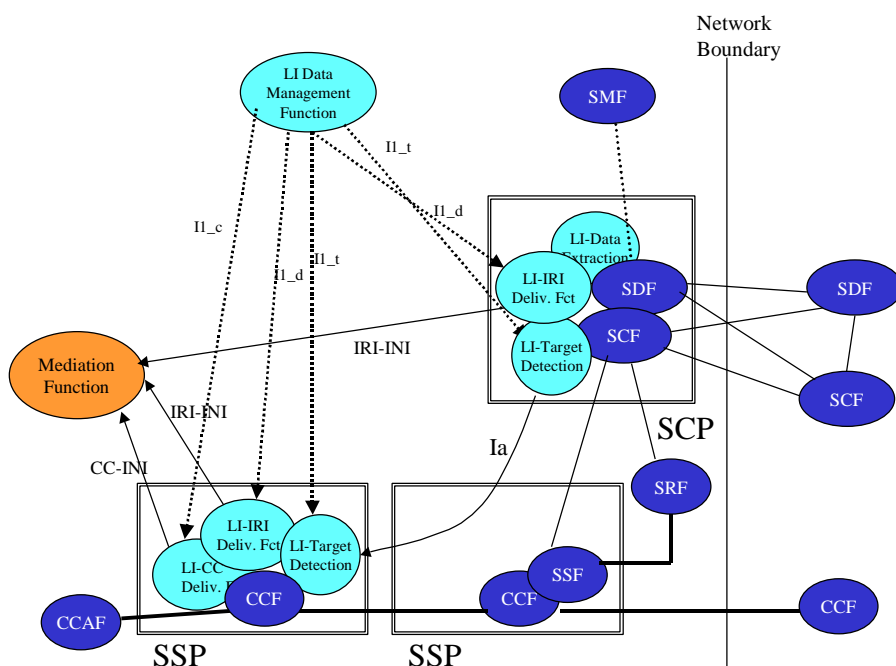 Network
Boundary
LI Data
Management
Function
SMF
I1_t
I1_d
I1_c
I1_t
I1_d
LI-Data
Extraction
LI-IRI
Deliv. Fct
SDF
SDF
SCF
LI-Target
Detection
IRI-INI
Mediation
Function
SCF
IRI-INI
SCP
Ia
CC-INI
SRF
LI-IRI
Deliv. Fct
LI-Target
Detection
LI-CC
Deliv. F
SSF
CCF
CCF
CCF
CCAF
SSP
SSP